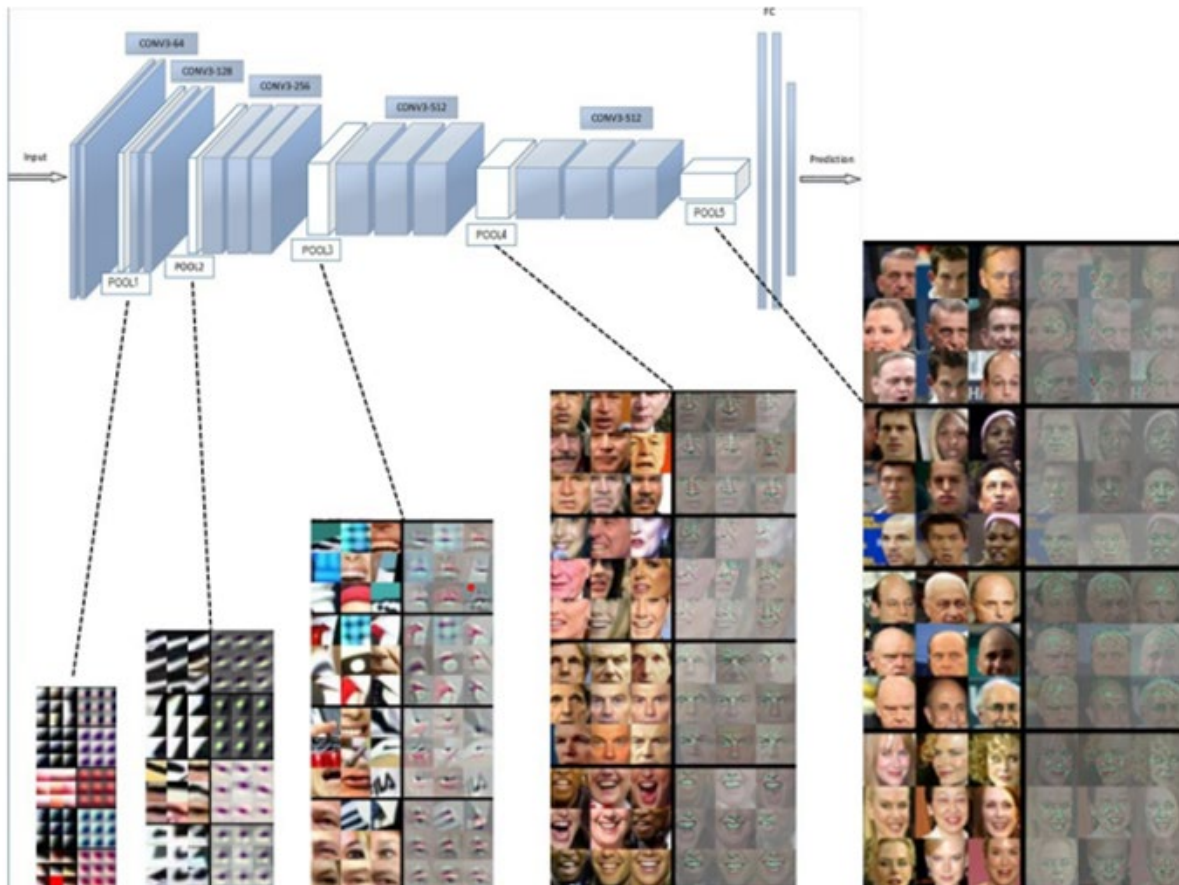 FC
CONV3-64
CONV3-128
CONV3-256
CONV3-512
CONV3-512
Input
Prediction
POOL1
POOL2
POOL3
POOL4
POOL5